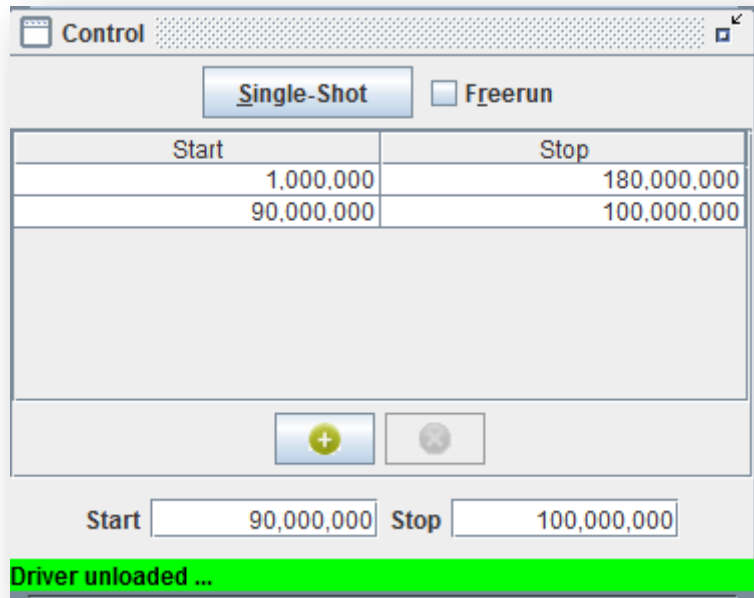 Control
Single-Shot Freerun
Start Stop
1,000,000 180,000,000
90,000,000 100,000,000
Start 90,000,000 Stop 100,000,000
Driver unloaded ...